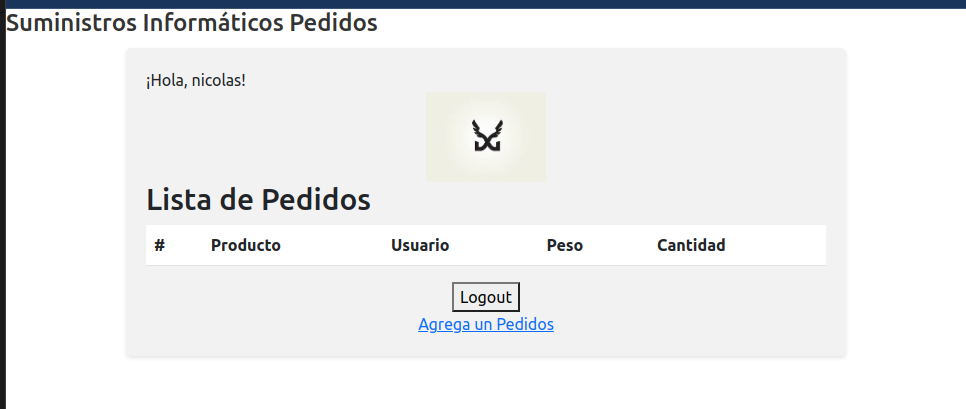 Suministros Informáticos Pedidos
¡Hola, nicolas!
Lista de Pedidos
# Producto Usuario Peso Cantidad
Logout
Agrega un Pedidos